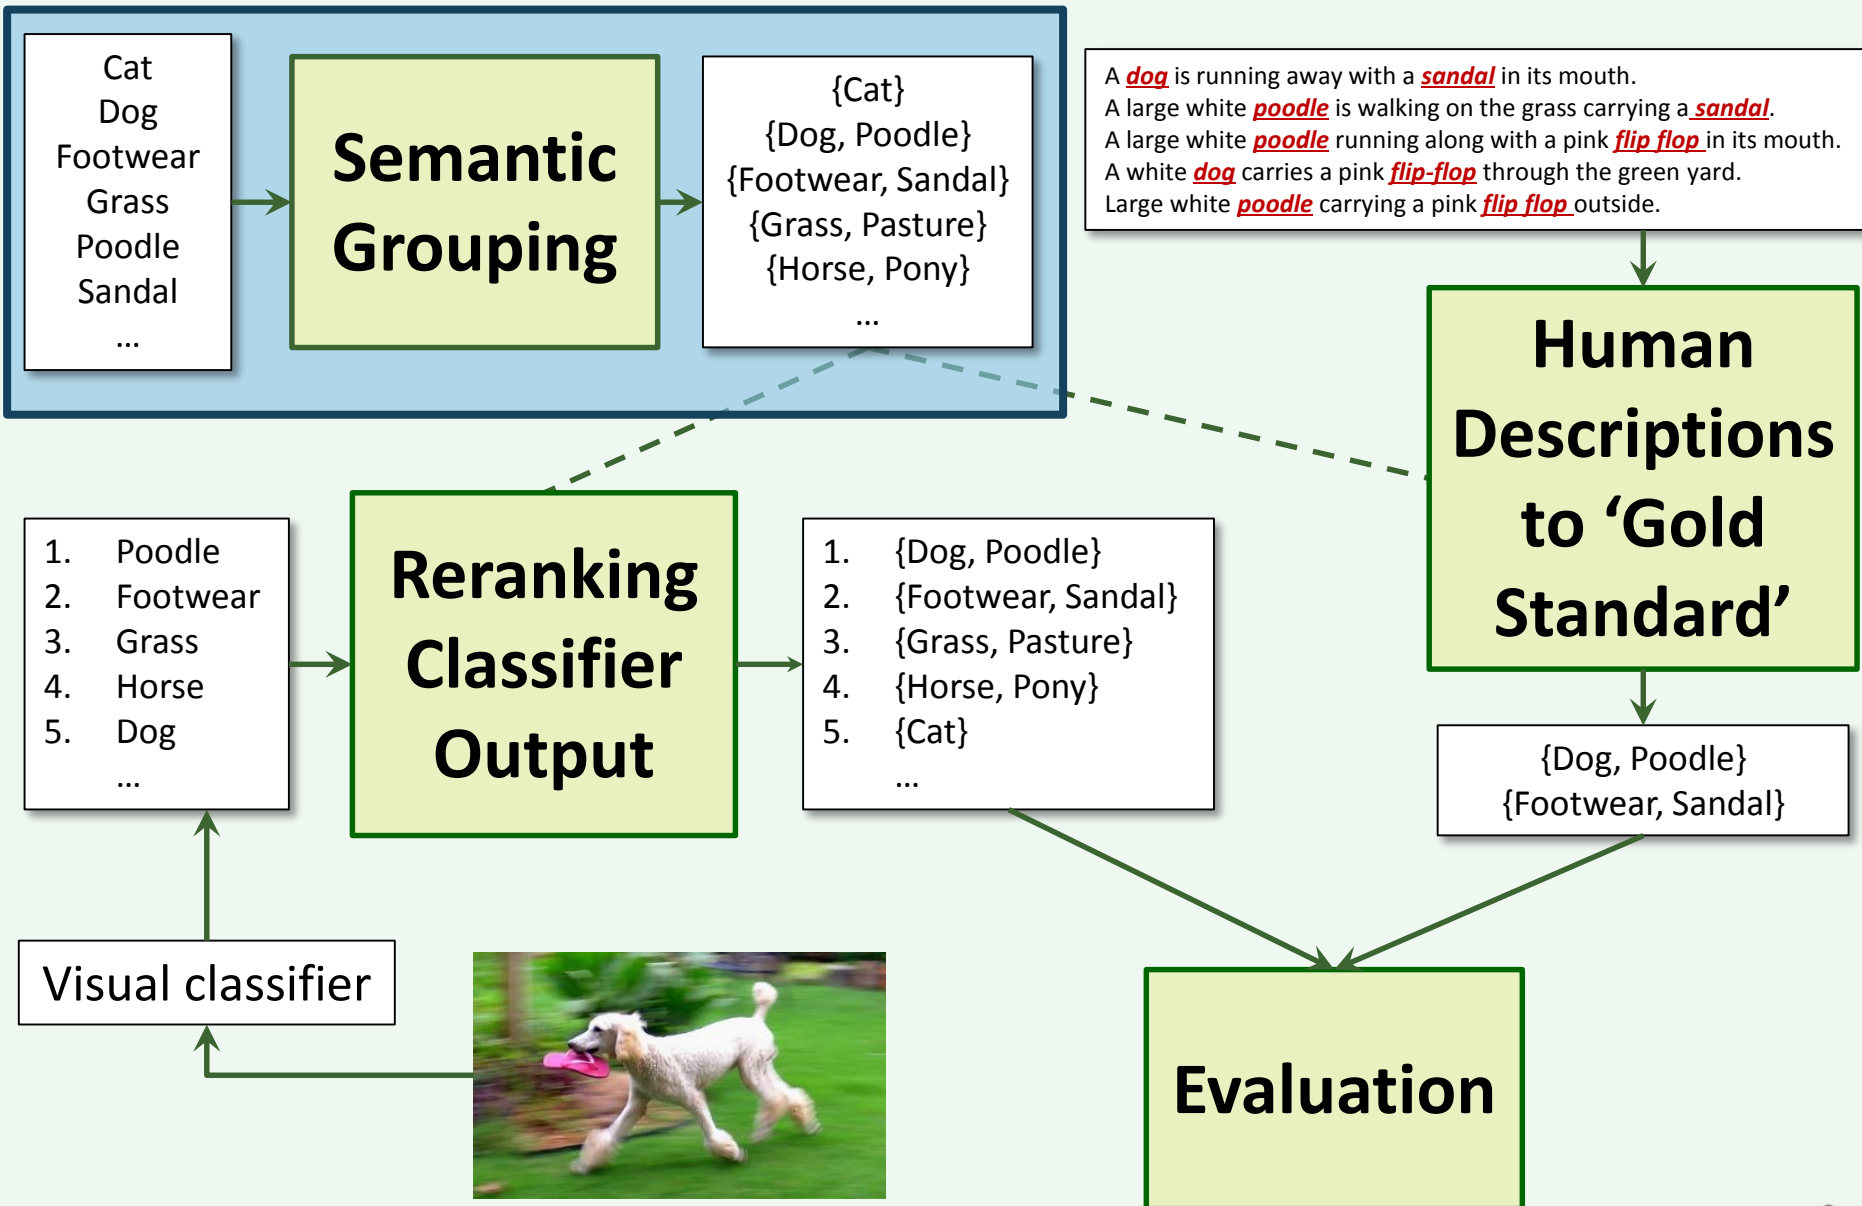 Cat
Dog
Footwear
Grass
Poodle
Sandal
...
Semantic
Grouping
{Cat}
{Dog, Poodle}
{Footwear, Sandal}
{Grass, Pasture}
{Horse, Pony}
...
A dog is running away with a sandal in its mouth.
A large white poodle is walking on the grass carrying a sandal.
A large white poodle running along with a pink flip flop in its mouth.
A white dog carries a pink flip-flop through the green yard.
Large white poodle carrying a pink flip flop outside.
Human
Descriptions
to ‘Gold
Standard’
1. Poodle
2. Footwear
3. Grass
4. Horse
5. Dog
...
Reranking
Classifier
Output
1. {Dog, Poodle}
2. {Footwear, Sandal}
3. {Grass, Pasture}
4. {Horse, Pony}
5. {Cat}
...
{Dog, Poodle}
{Footwear, Sandal}
Visual classifier
Evaluation